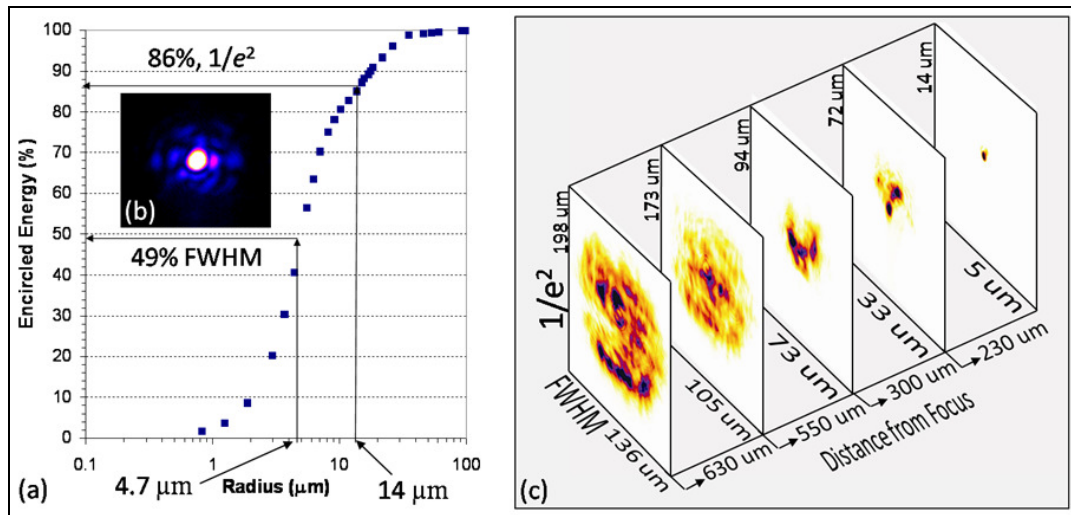 100
90
80
70
60
50
40
30
20
10
0
Encircled Energy (%)
86%, 1/e²
(b)
49% FWHM
0.1
1
10
100
(a)
4.7 μm
Radius (μm)
14 μm
(c)
14 um
72 um
94 um
173 um
198 um
1/e²
FWHM
136 um
105 um
73 um
33 um
5 um
630 um
550 um
300 um
230 um
Distance from Focus